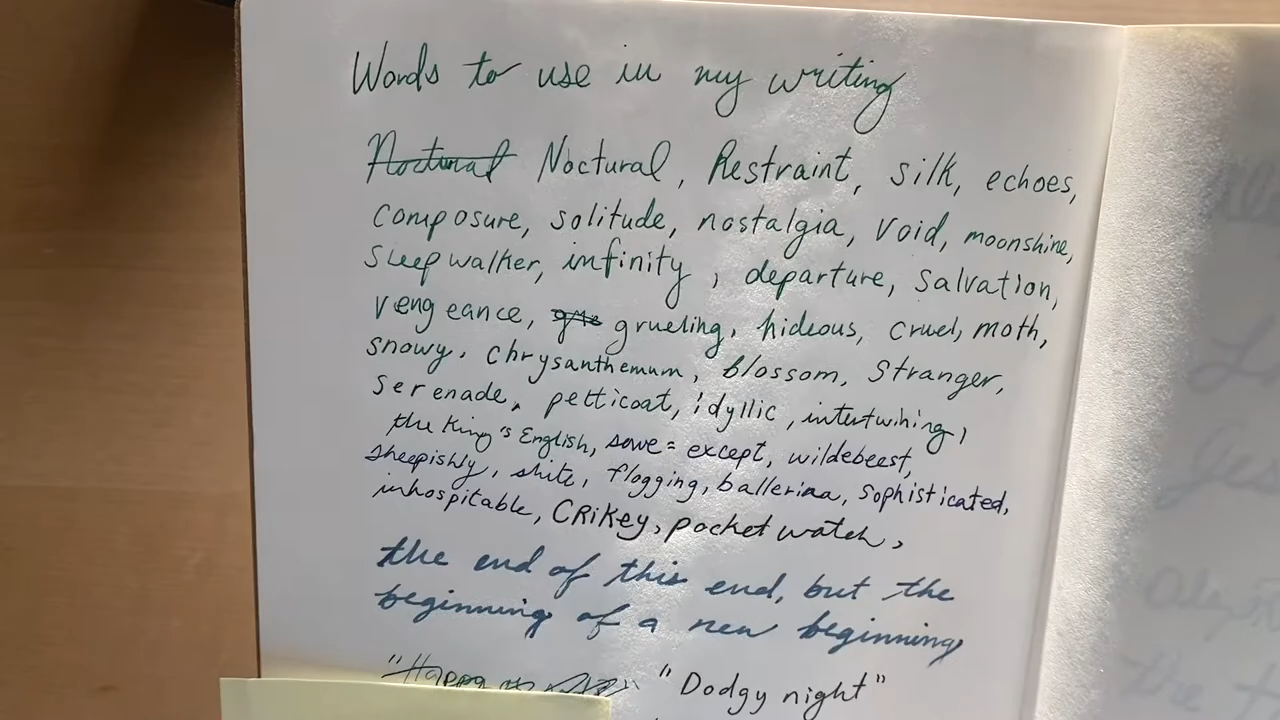 Words to use in my writing
Noctural Noctural, Restraint, silk, echoes,
composure, solitude, nostalgia, void, moonshine,
sleepwalker, infinity, departure, salvation,
vengeance, grueling, hideous, cruel, moth,
snowy, chrysanthemum, blossom, stranger,
serenade, petticoat, idyllic, intertwining,
the King's English, save = except, wildebeest,
sheepishly, shite, flogging, ballerina, sophisticated,
inhospitable, CRiKey, pocket watch,
the end of this end, but the
beginning of a new beginning
"Happy "Dodgy night"